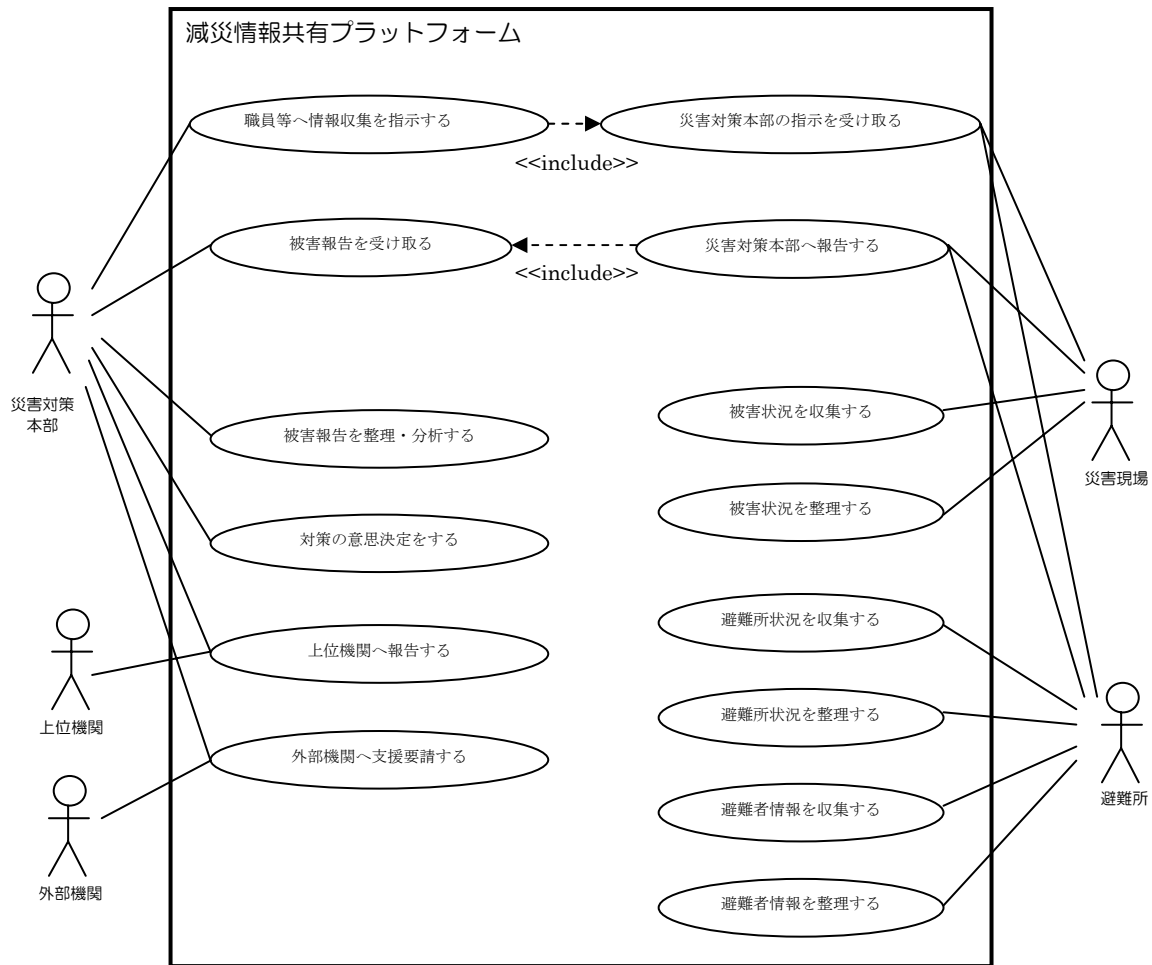 減災情報共有プラットフォーム
職員等へ情報収集を指示する
災害対策本部の指示を受け取る
<<include>>
被害報告を受け取る
災害対策本部へ報告する
<<include>>
災害対策
本部
被害状況を収集する
災害現場
被害報告を整理・分析する
被害状況を整理する
対策の意思決定をする
避難所状況を収集する
上位機関へ報告する
上位機関
避難所状況を整理する
避難所
外部機関へ支援要請する
避難者情報を収集する
外部機関
避難者情報を整理する